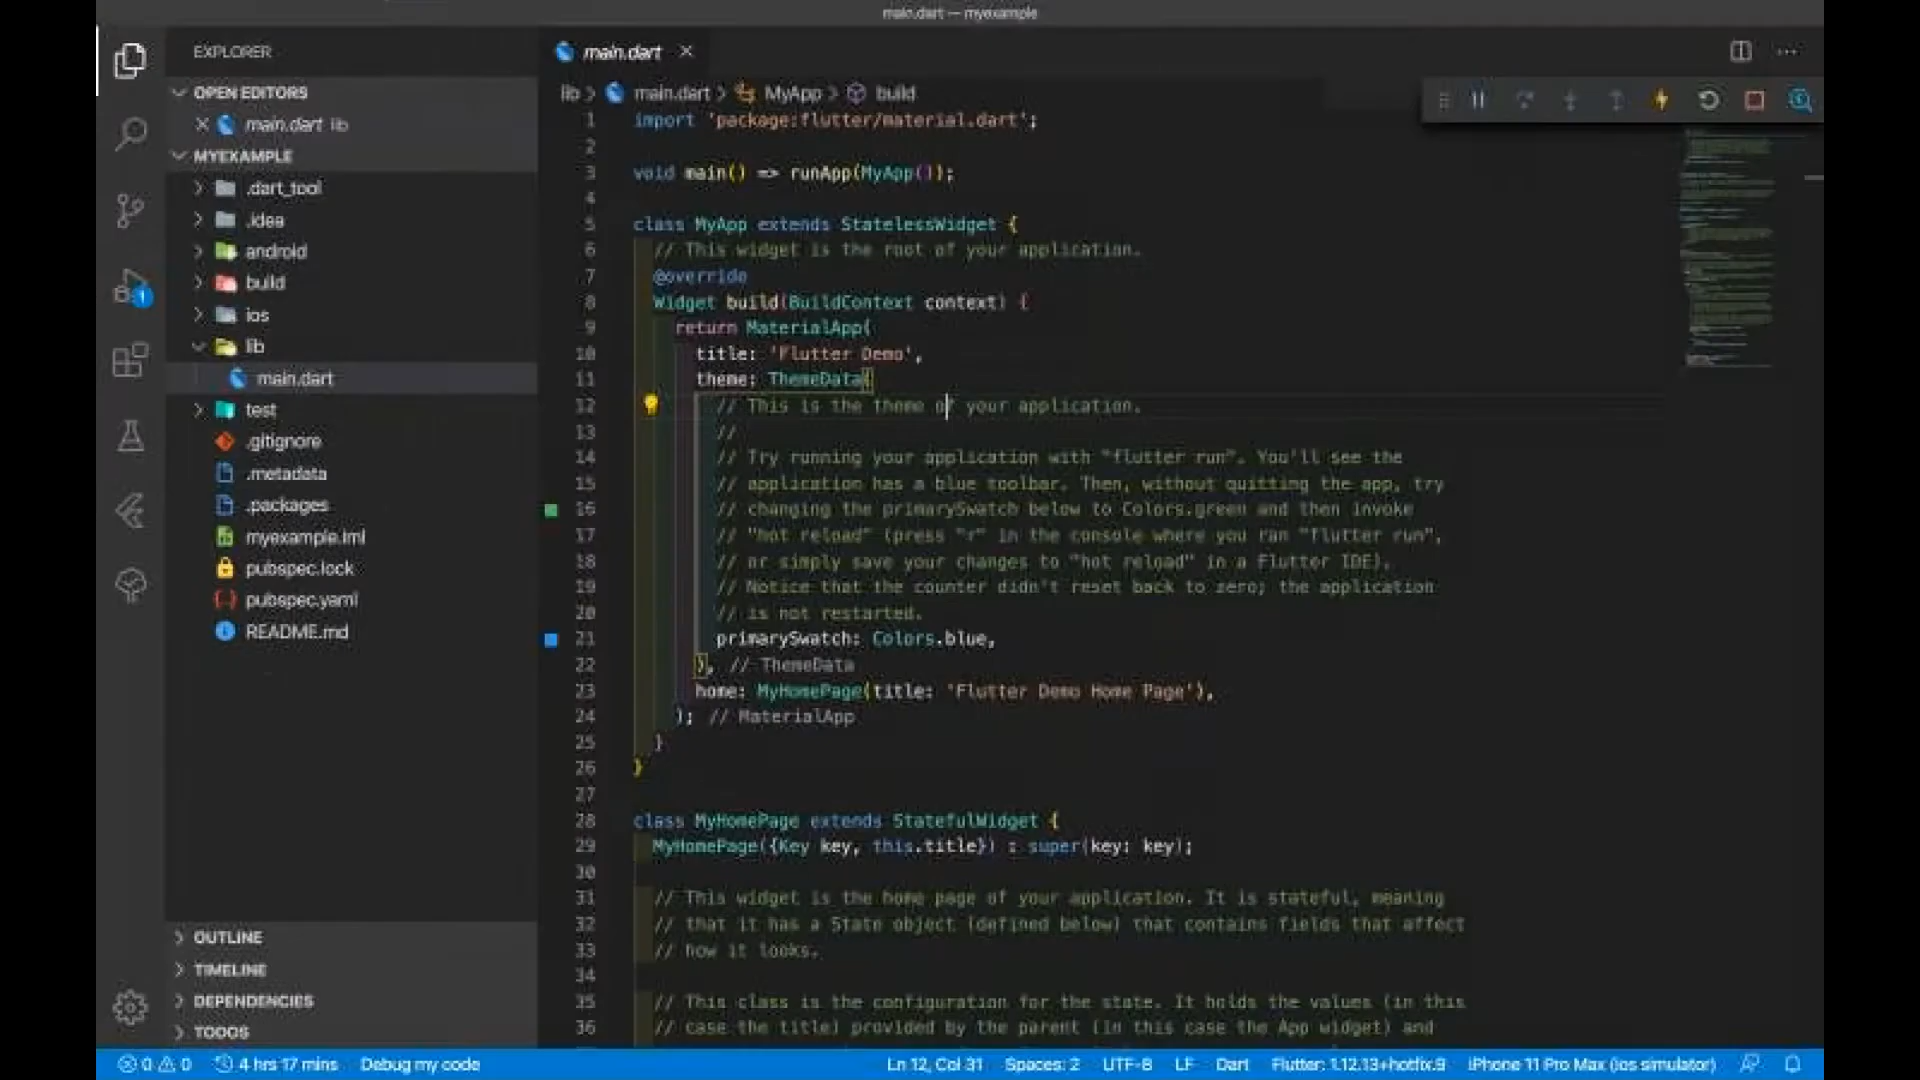 main.dart — myexample
EXPLORER
OPEN EDITORS
main.dart lib
MYEXAMPLE
.dart_tool
.idea
android
build
ios
lib
main.dart
test
.gitignore
.metadata
.packages
myexample.iml
pubspec.lock
pubspec.yaml
README.md
OUTLINE
TIMELINE
DEPENDENCIES
TODOS
1
main.dart
lib > main.dart > MyApp > build
1 import 'package:flutter/material.dart';
2
3 void main() => runApp(MyApp());
4
5 class MyApp extends StatelessWidget {
6 // This widget is the root of your application.
7 @override
8 Widget build(BuildContext context) {
9 return MaterialApp(
10 title: 'Flutter Demo',
11 theme: ThemeData(
12 // This is the theme of your application.
13 //
14 // Try running your application with "flutter run". You'll see the
15 // application has a blue toolbar. Then, without quitting the app, try
16 // changing the primarySwatch below to Colors.green and then invoke
17 // "hot reload" (press "r" in the console where you ran "flutter run",
18 // or simply save your changes to "hot reload" in a Flutter IDE).
19 // Notice that the counter didn't reset back to zero; the application
20 // is not restarted.
21 primarySwatch: Colors.blue,
22 ), // ThemeData
23 home: MyHomePage(title: 'Flutter Demo Home Page'),
24 ); // MaterialApp
25 }
26 }
27
28 class MyHomePage extends StatefulWidget {
29 MyHomePage({Key key, this.title}) : super(key: key);
30
31 // This widget is the home page of your application. It is stateful, meaning
32 // that it has a State object (defined below) that contains fields that affect
33 // how it looks.
34
35 // This class is the configuration for the state. It holds the values (in this
36 // case the title) provided by the parent (in this case the App widget) and
0 0 4 hrs 17 mins Debug my code Ln 12, Col 31 Spaces: 2 UTF-8 LF Dart Flutter: 1.12.13+hotfix.9 iPhone 11 Pro Max (ios simulator)